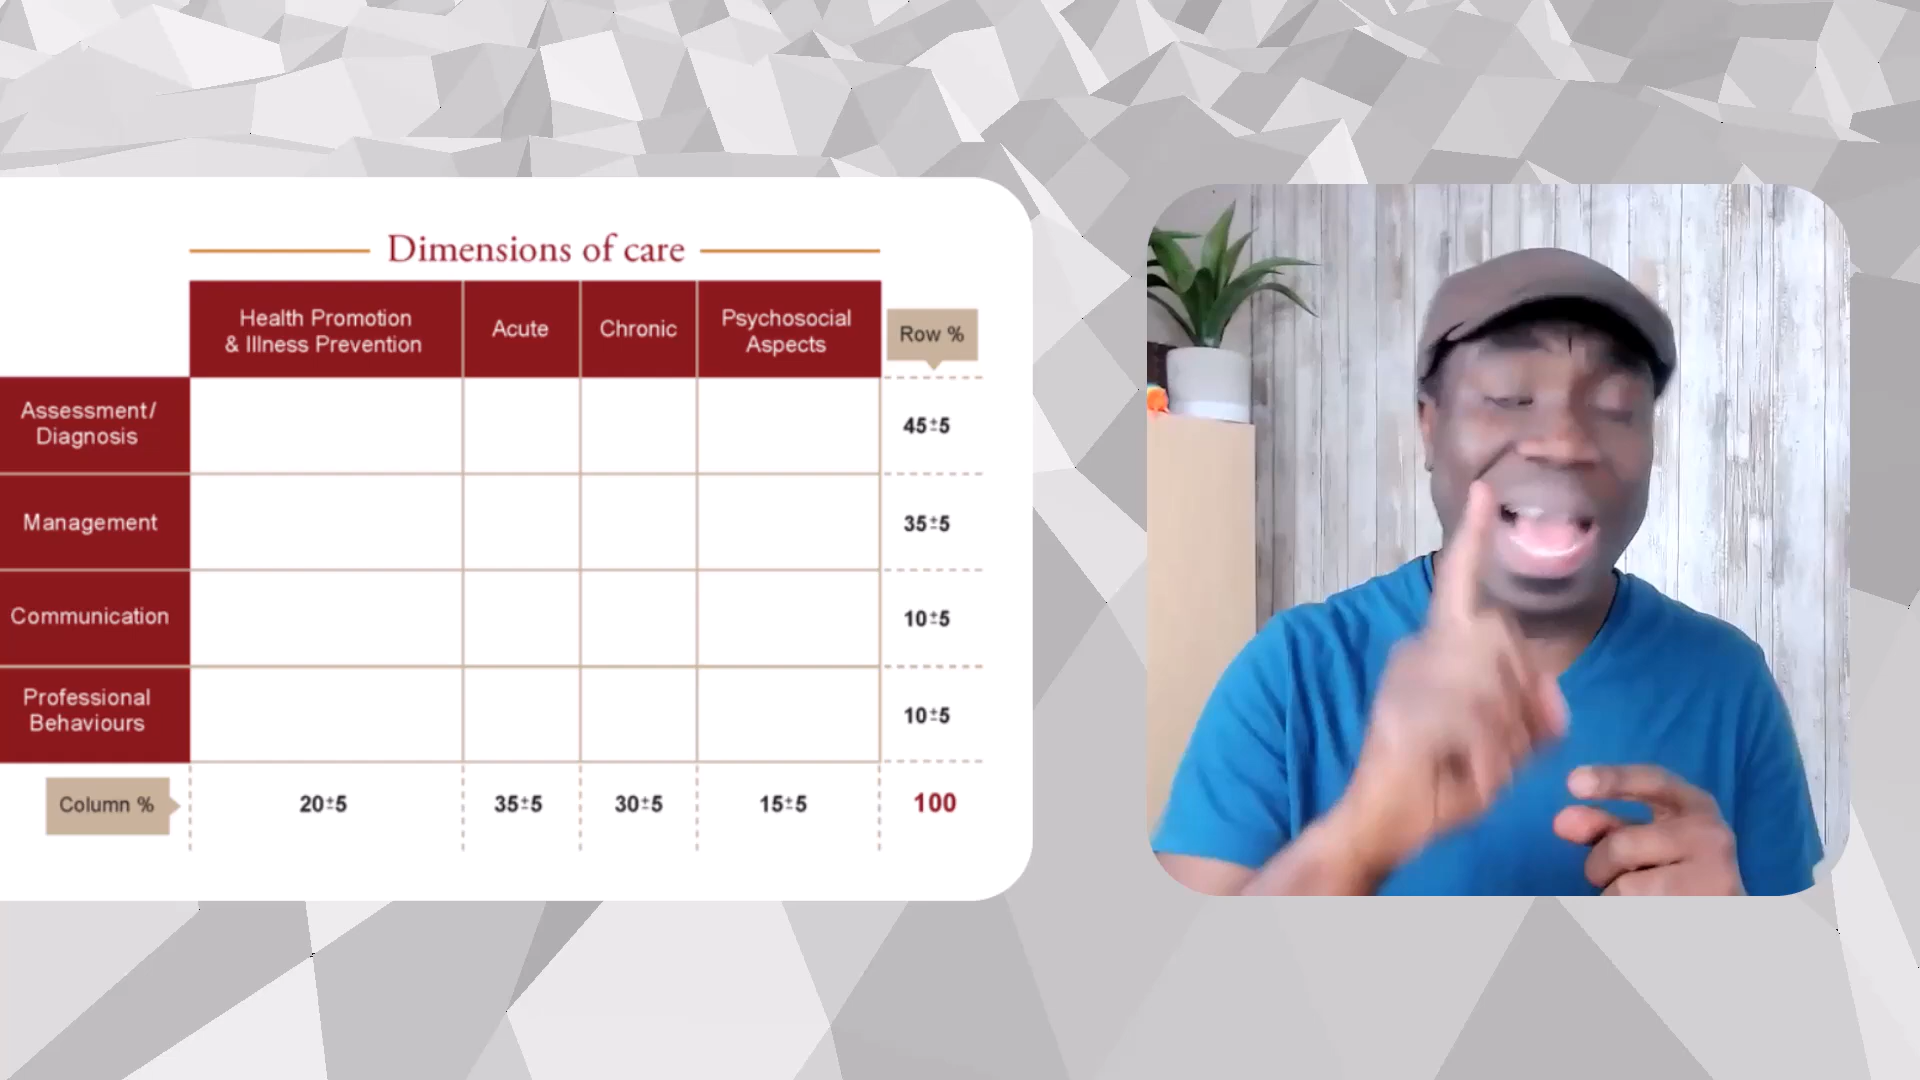 Dimensions of care
Health Promotion
& Illness Prevention
Acute
Chronic
Psychosocial
Aspects
Row %
Assessment/
Diagnosis
45±5
Management
35±5
Communication
10±5
Professional
Behaviours
10±5
Column %
20±5
35±5
30±5
15±5
100